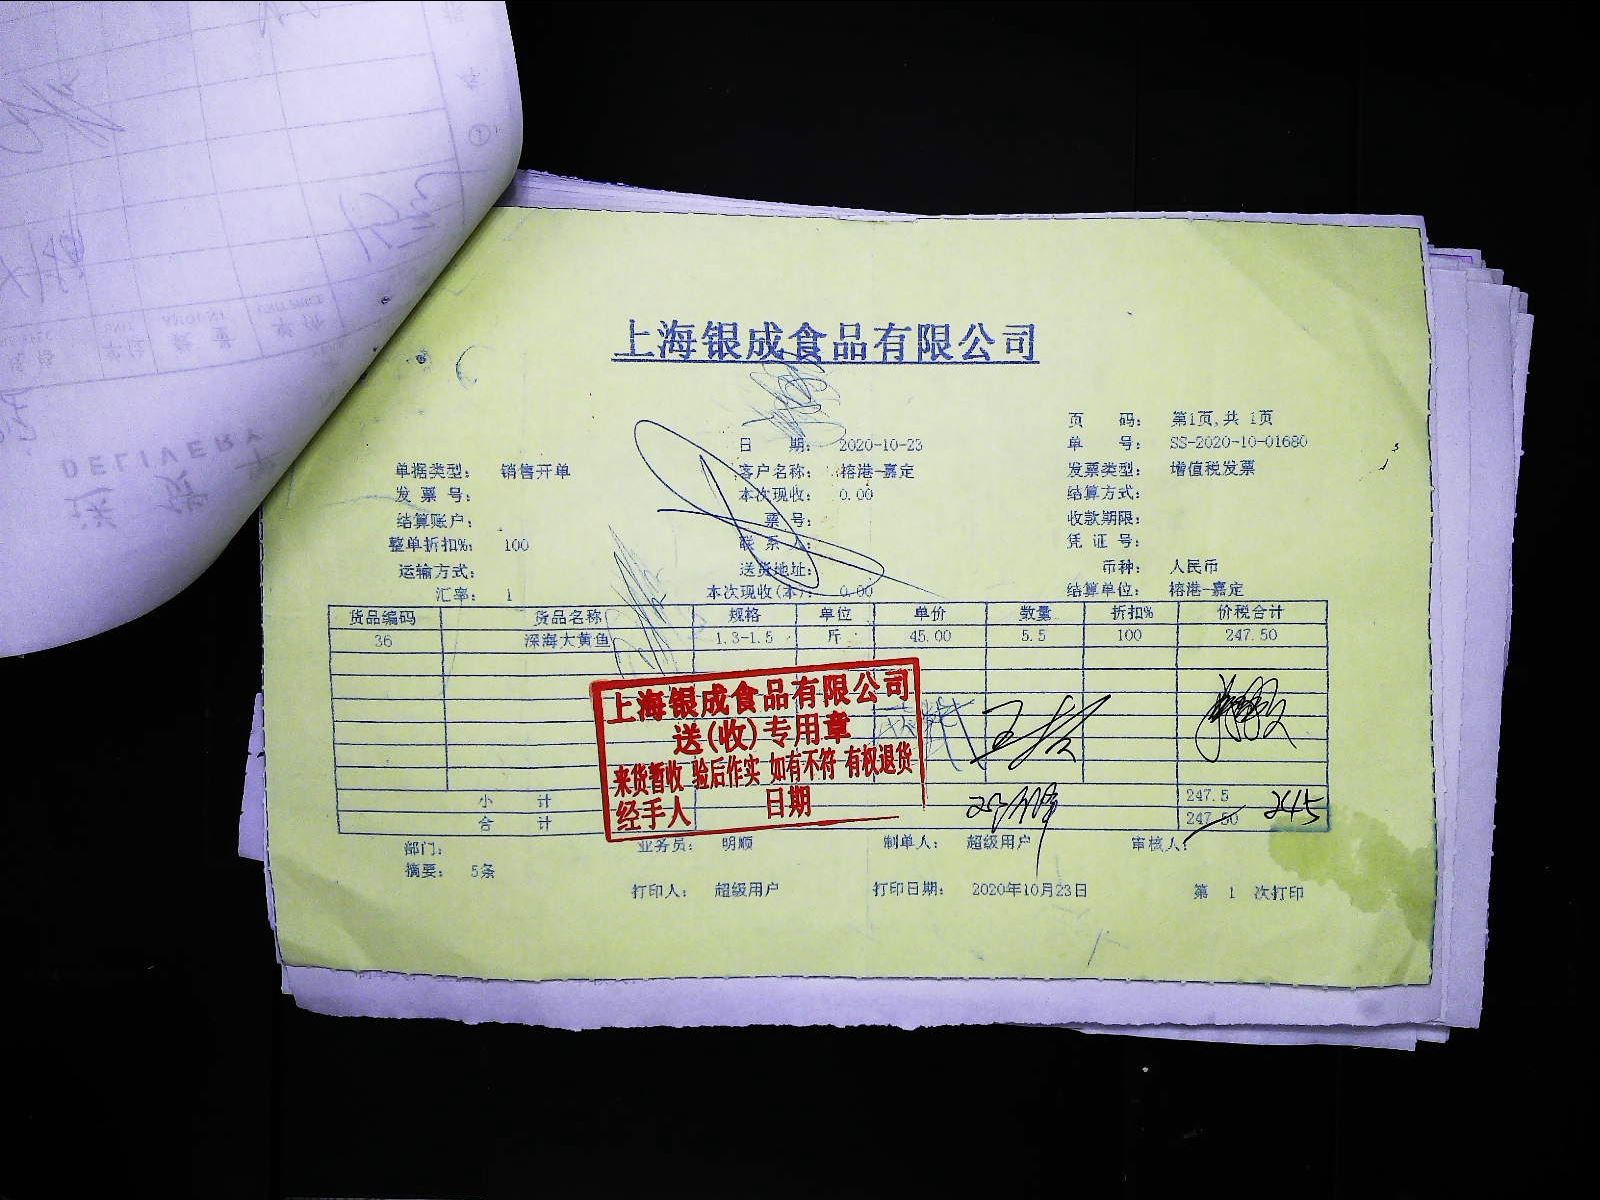 上海银成食品有限公司
页 码： 第1页,共 1页
日 期： 2020-10-23 单 号： SS-2020-10-01680
单据类型： 销售开单 客户名称： 榕港-嘉定 发票类型： 增值税发票
发 票 号： 本次现收： 0.00 结算方式：
结算账户： 票 号： 收款期限：
整单折扣%： 100 联 系 人： 凭 证 号：
运输方式： 送货地址： 币种： 人民币
汇率： 1 本次现收(本)： 0.00 结算单位： 榕港-嘉定
货品编码 货品名称 规格 单位 单价 数量 折扣% 价税合计
36 深海大黄鱼 1.3-1.5 斤 45.00 5.5 100 247.50
上海银成食品有限公司
送(收)专用章
来货暂收 验后作实 如有不符 有权退货
经手人 日期
小 计 247.5
合 计 247.50 245
部门： 业务员： 明顺 制单人： 超级用户 审核人：
摘要： 5条
打印人： 超级用户 打印日期： 2020年10月23日 第 1 次打印
DELIVERY